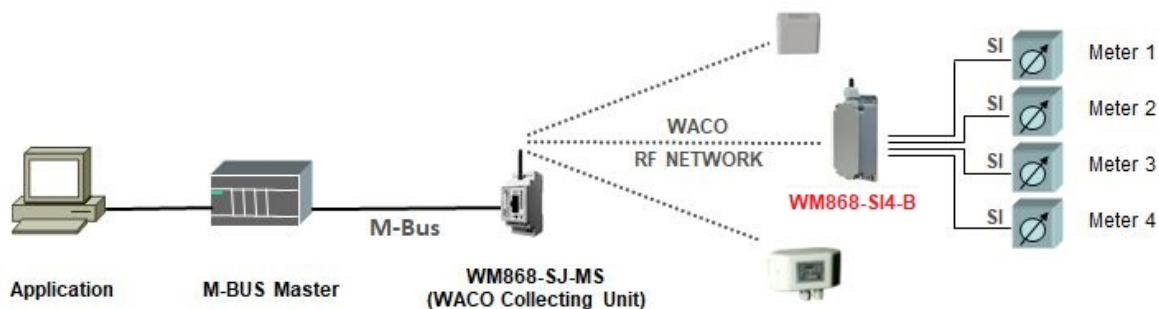 SI
Meter 1
SI
Meter 2
WACO
RF NETWORK
SI
Meter 3
WM868-SI4-B
SI
Meter 4
M-Bus
Application
M-BUS Master
WM868-SJ-MS
(WACO Collecting Unit)